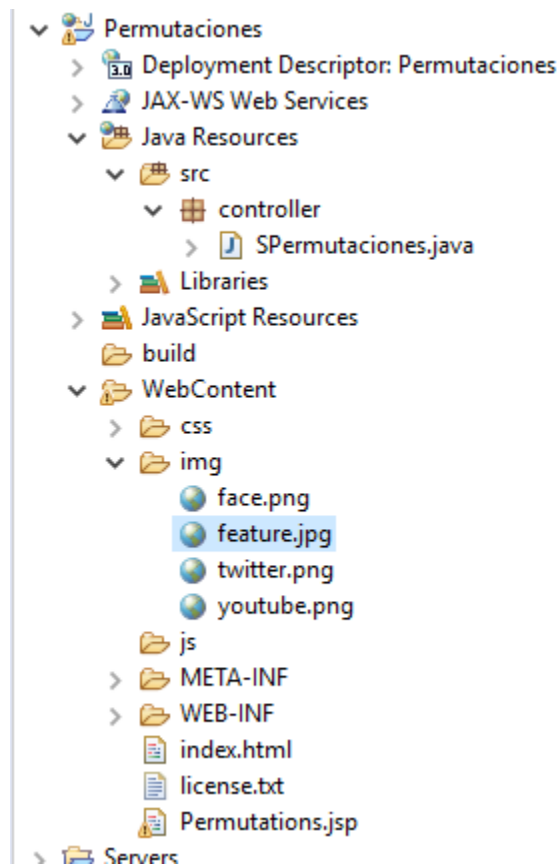 Permutaciones
3.0 Deployment Descriptor: Permutaciones
JAX-WS Web Services
Java Resources
src
controller
J SPermutaciones.java
Libraries
JavaScript Resources
build
WebContent
css
img
face.png
feature.jpg
twitter.png
youtube.png
js
META-INF
WEB-INF
index.html
license.txt
Permutations.jsp
Servers